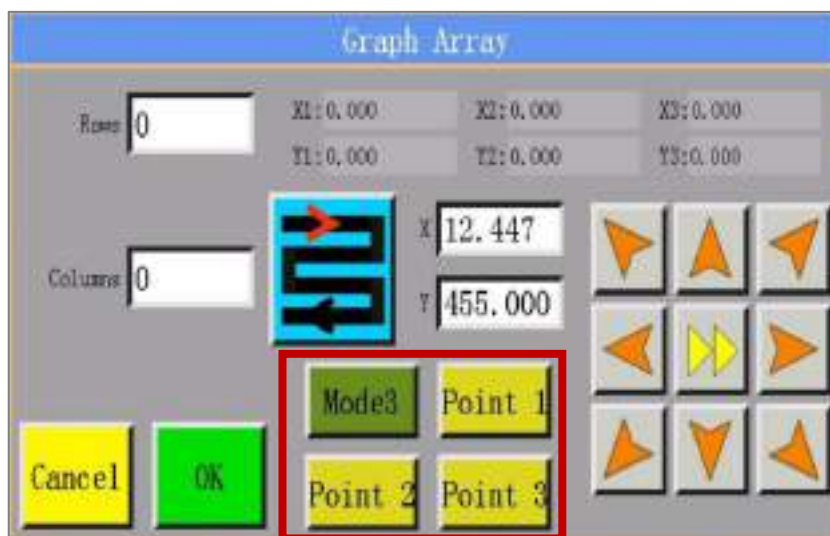 Graph Array
Rows 0
X1:0.000 X2:0.000 X3:0.000
Y1:0.000 Y2:0.000 Y3:0.000
X 12.447
Columns 0
Y 455.000
Mode3 Point 1
Cancel OK Point 2 Point 3